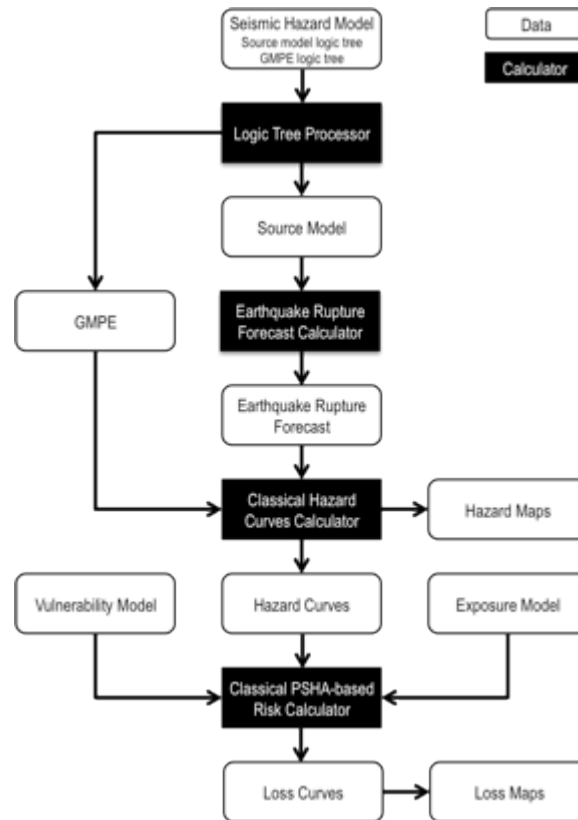 Seismic Hazard Model
Source model logic tree
GMPE logic tree
Data
Calculator
Logic Tree Processor
Source Model
GMPE
Earthquake Rupture
Forecast Calculator
Earthquake Rupture
Forecast
Classical Hazard
Curves Calculator
Hazard Maps
Vulnerability Model
Hazard Curves
Exposure Model
Classical PSHA-based
Risk Calculator
Loss Curves
Loss Maps